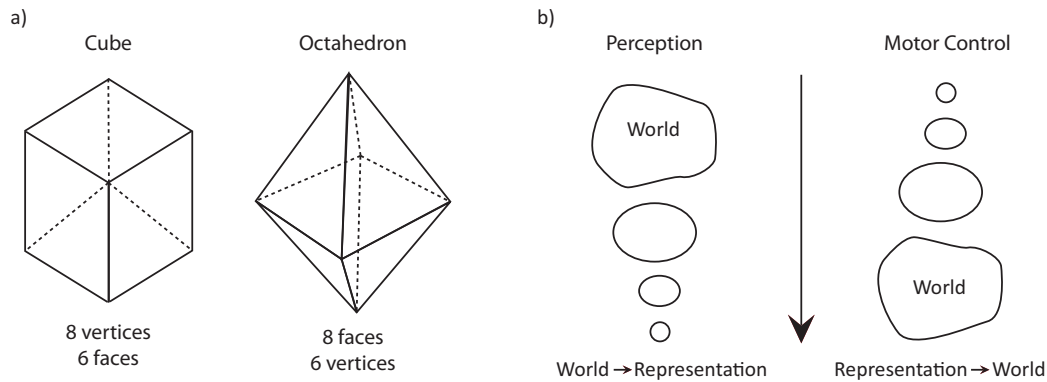 a)
Cube
Octahedron
8 vertices
6 faces
8 faces
6 vertices
b)
Perception
Motor Control
World
World
World → Representation
Representation → World